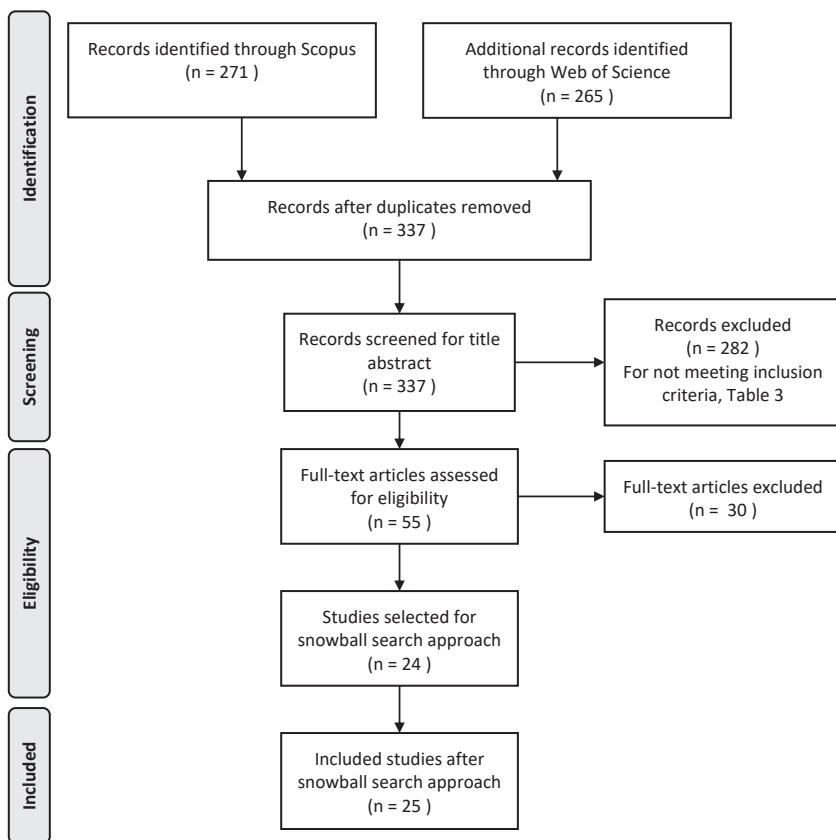 Identification
Records identified through Scopus
(n = 271 )
Additional records identified
through Web of Science
(n = 265 )
Records after duplicates removed
(n = 337 )
Screening
Records screened for title
abstract
(n = 337 )
Records excluded
(n = 282 )
For not meeting inclusion
criteria, Table 3
Eligibility
Full-text articles assessed
for eligibility
(n = 55 )
Full-text articles excluded
(n = 30 )
Studies selected for
snowball search approach
(n = 24 )
Included
Included studies after
snowball search approach
(n = 25 )